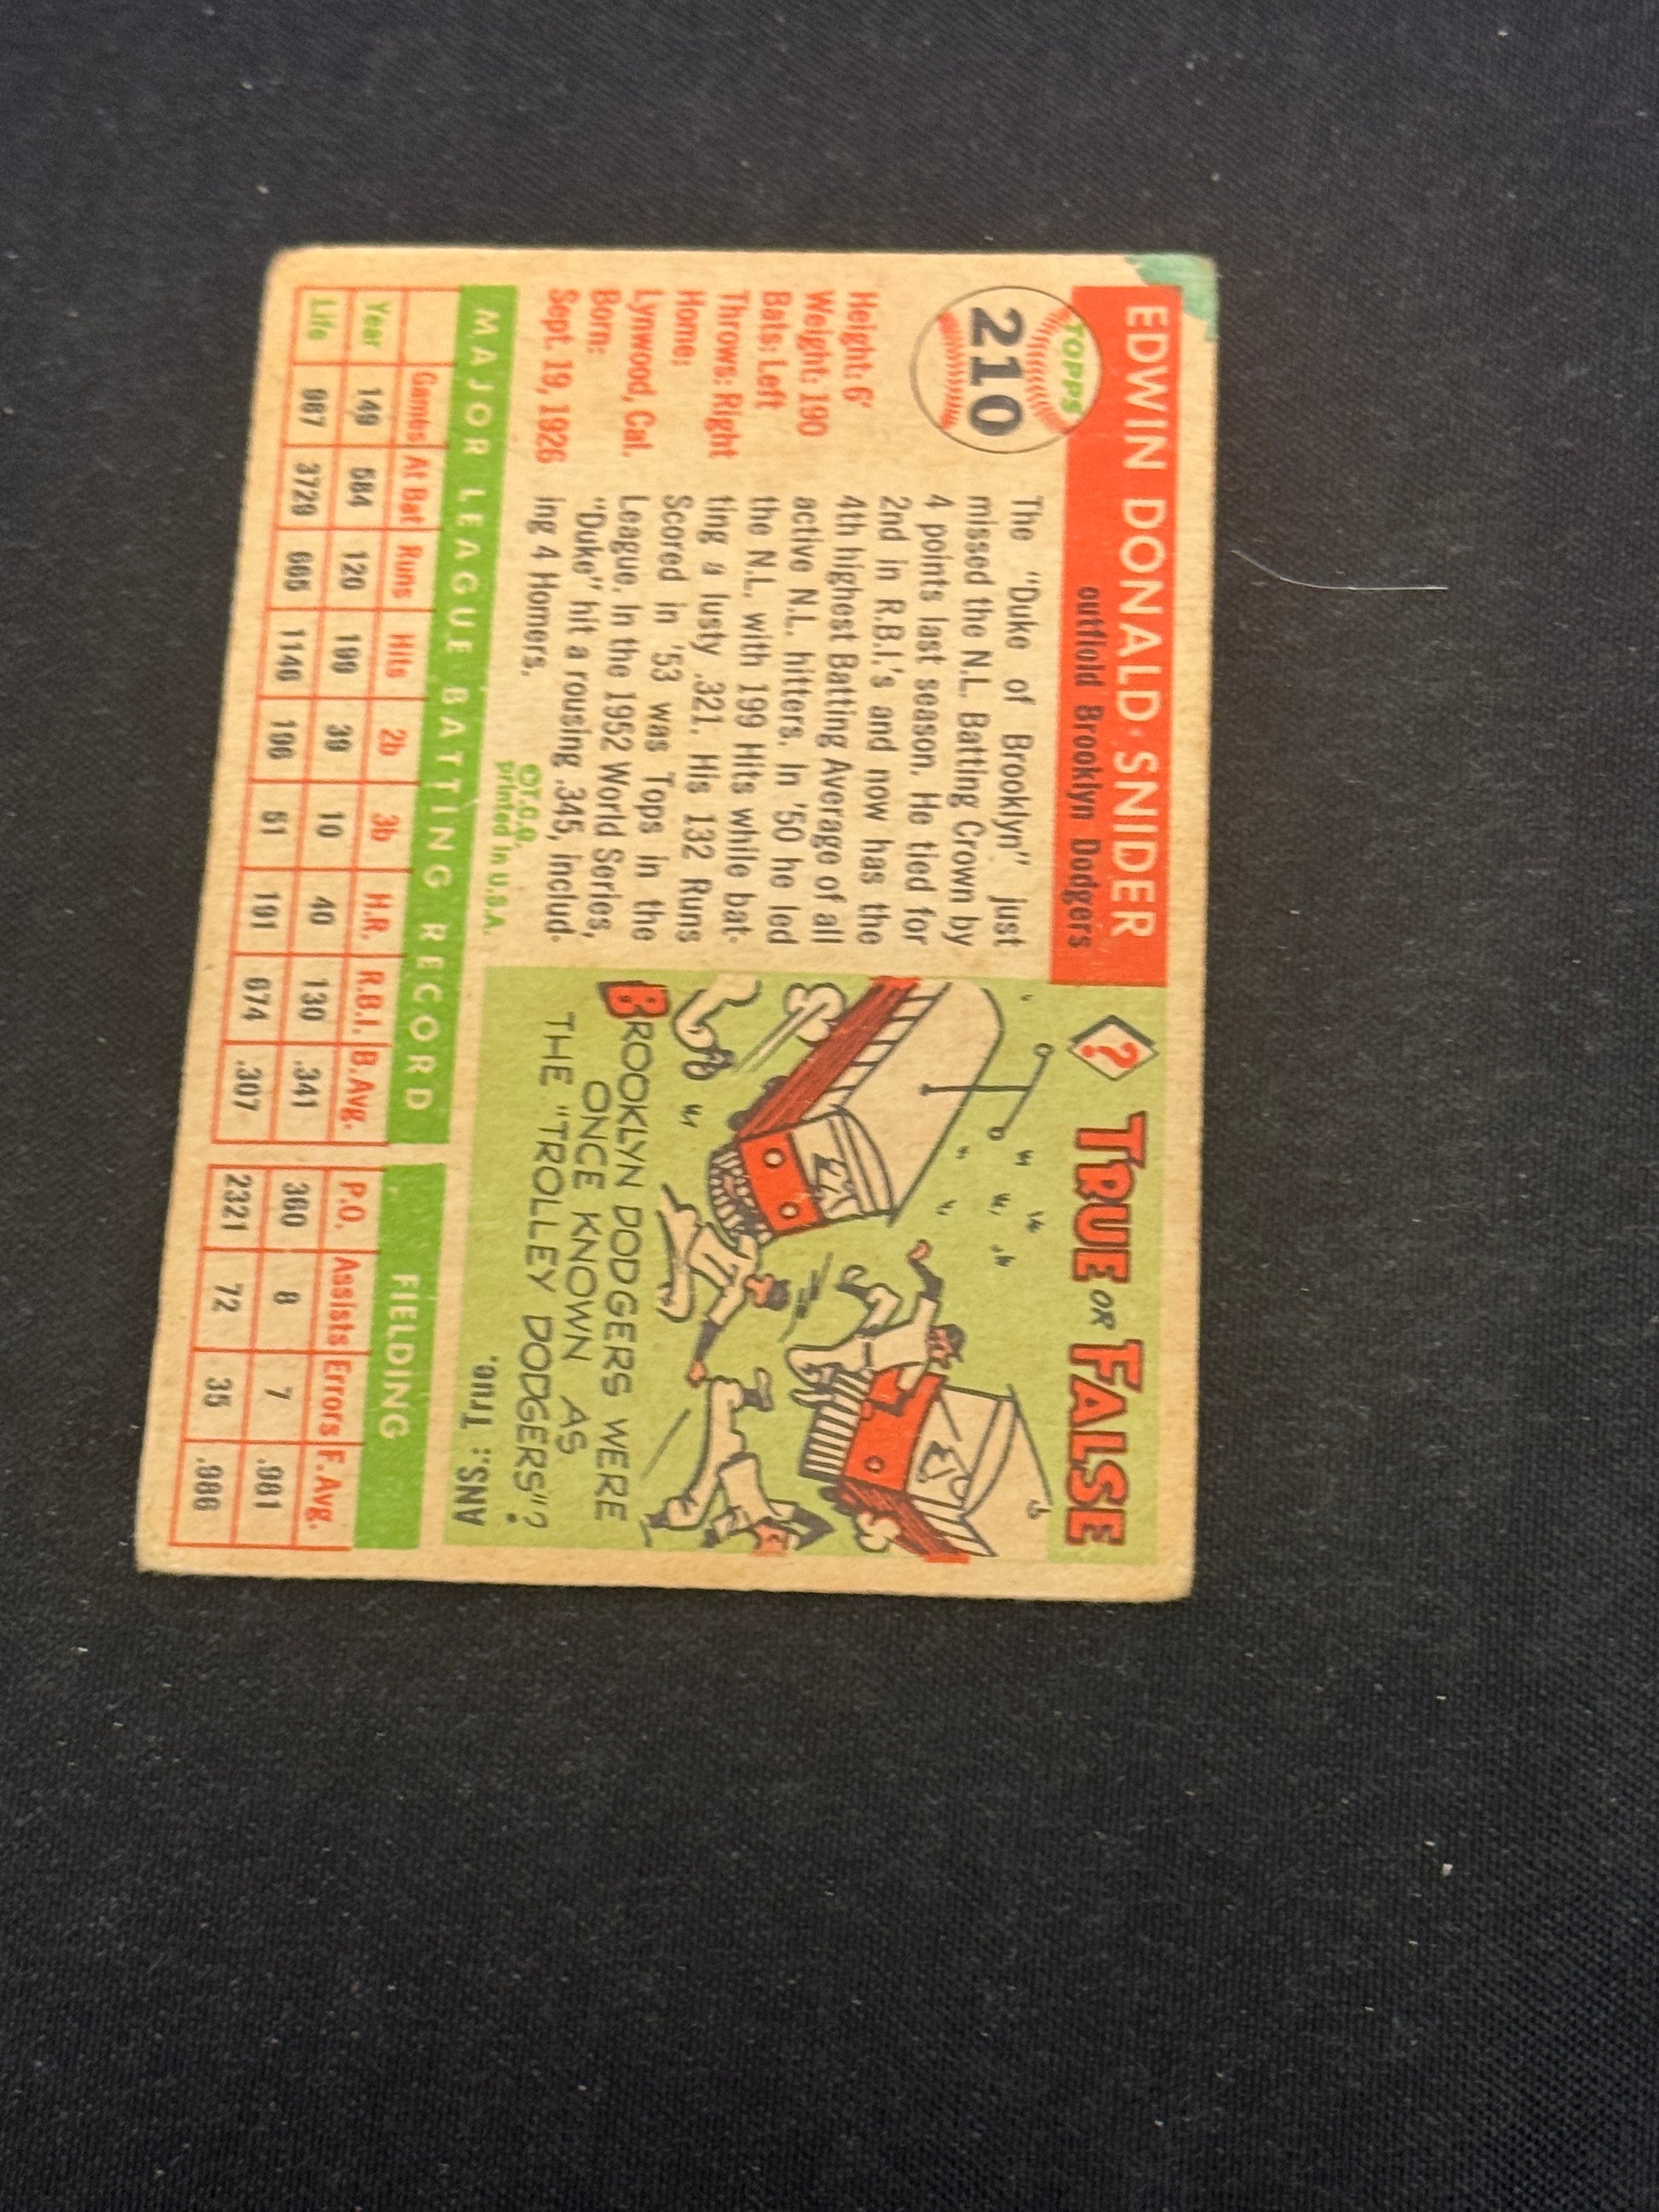 EDWIN DONALD·SNIDER
outfield Brooklyn Dodgers
TOPPS
210
Height: 6'
Weight: 190
Bats: Left
Throws: Right
Home:
Lynwood, Cal.
Born:
Sept. 19, 1926
The "Duke of Brooklyn" just
missed the N.L. Batting Crown by
4 points last season. He tied for
2nd in R.B.I.'s and now has the
4th highest Batting Average of all
active N.L. hitters. In '50 he led
the N.L. with 199 Hits while bat-
ting a lusty .321. His 132 Runs
Scored in '53 was Tops in the
League. In the 1952 World Series,
"Duke" hit a rousing .345, includ-
ing 4 Homers.
©T.C.G.
printed in U.S.A.
? TRUE OR FALSE
BROOKLYN DODGERS WERE
ONCE KNOWN AS
THE "TROLLEY DODGERS"?
ANS.: True.
MAJOR LEAGUE BATTING RECORD FIELDING
Games At Bat Runs Hits 2b 3b H.R. R.B.I. B.Avg. P.O. Assists Errors F.Avg.
Year 149 584 120 199 39 10 40 130 .341 360 8 7 .981
Life 987 3729 685 1146 196 51 191 674 .307 2321 72 35 .986